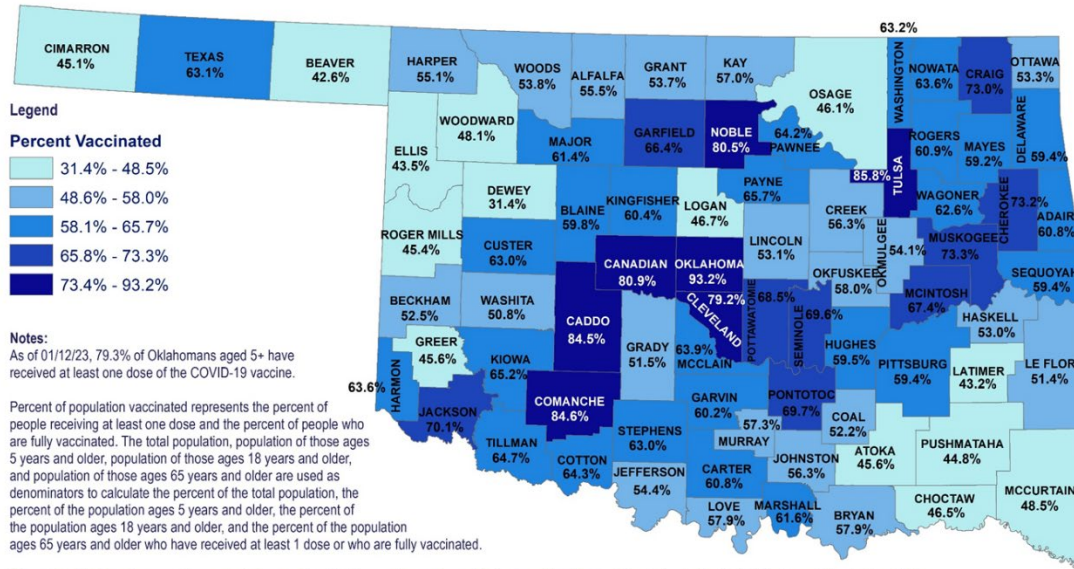 CIMARRON
45.1%
TEXAS
63.1%
BEAVER
42.6%
HARPER
55.1%
WOODS
53.8%
ALFALFA
55.5%
GRANT
53.7%
KAY
57.0%
OSAGE
46.1%
63.2%
WASHINGTON
NOWATA
63.6%
CRAIG
73.0%
OTTAWA
53.3%
Legend
Percent Vaccinated
31.4% - 48.5%
48.6% - 58.0%
58.1% - 65.7%
65.8% - 73.3%
73.4% - 93.2%
ELLIS
43.5%
WOODWARD
48.1%
MAJOR
61.4%
GARFIELD
66.4%
NOBLE
80.5%
64.2%
PAWNEE
85.8%
TULSA
ROGERS
60.9%
MAYES
59.2%
DELAWARE
59.4%
ROGER MILLS
45.4%
DEWEY
31.4%
BLAINE
59.8%
KINGFISHER
60.4%
LOGAN
46.7%
PAYNE
65.7%
CREEK
56.3%
WAGONER
62.6%
CHEROKEE
73.2%
ADAIR
60.8%
CUSTER
63.0%
CANADIAN
80.9%
OKLAHOMA
93.2%
LINCOLN
53.1%
OKMULGEE
54.1%
MUSKOGEE
73.3%
SEQUOYAH
59.4%
BECKHAM
52.5%
WASHITA
50.8%
CADDO
84.5%
GRADY
51.5%
79.2%
CLEVELAND
POTTAWATOMIE
68.5%
SEMINOLE
69.6%
OKFUSKEE
58.0%
MCINTOSH
67.4%
HASKELL
53.0%
GREER
45.6%
KIOWA
65.2%
63.9%
MCCLAIN
HUGHES
59.5%
PITTSBURG
59.4%
LATIMER
43.2%
LE FLOR
51.4%
63.6%
HARMON
JACKSON
70.1%
COMANCHE
84.6%
GARVIN
60.2%
PONTOTOC
69.7%
COAL
52.2%
TILLMAN
64.7%
COTTON
64.3%
STEPHENS
63.0%
57.3%
MURRAY
JOHNSTON
56.3%
ATOKA
45.6%
PUSHMATAHA
44.8%
JEFFERSON
54.4%
CARTER
60.8%
LOVE
57.9%
MARSHALL
61.6%
BRYAN
57.9%
CHOCTAW
46.5%
MCCURTAIN
48.5%
Notes:
As of 01/12/23, 79.3% of Oklahomans aged 5+ have
received at least one dose of the COVID-19 vaccine.
Percent of population vaccinated represents the percent of
people receiving at least one dose and the percent of people who
are fully vaccinated. The total population, population of those ages
5 years and older, population of those ages 18 years and older,
and population of those ages 65 years and older are used as
denominators to calculate the percent of the total population, the
percent of the population ages 5 years and older, the percent of
the population ages 18 years and older, and the percent of the population
ages 65 years and older who have received at least 1 dose or who are fully vaccinated.